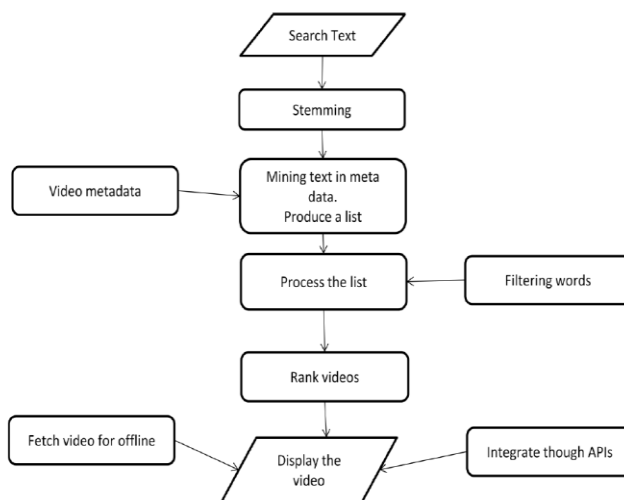 Search Text
Stemming
Video metadata
Mining text in meta
data.
Produce a list
Process the list
Filtering words
Rank videos
Fetch video for offline
Display the
video
Integrate though APIs